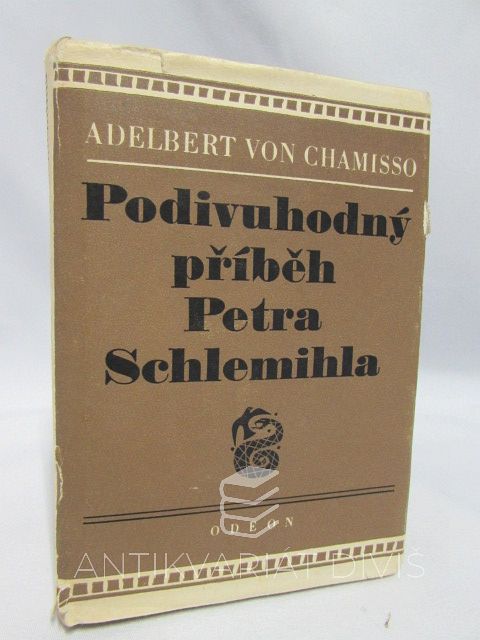 ADELBERT VON CHAMISSO
Podivuhodný
příběh
Petra
Schlemihla
ODEON
ANTIKVARIÁT DIVIŠ